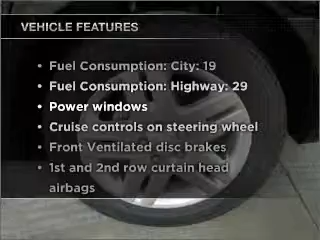 VEHICLE FEATURES
• Fuel Consumption: City: 19
• Fuel Consumption: Highway: 29
• Power windows
• Cruise controls on steering wheel
• Front Ventilated disc brakes
• 1st and 2nd row curtain head
airbags